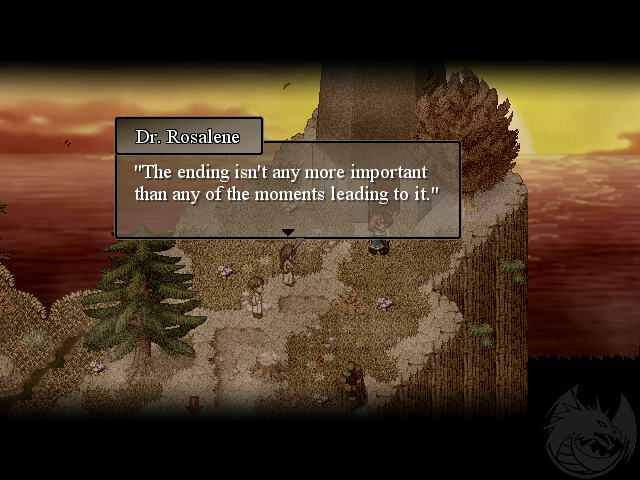 Dr. Rosalene
"The ending isn't any more important
than any of the moments leading to it."